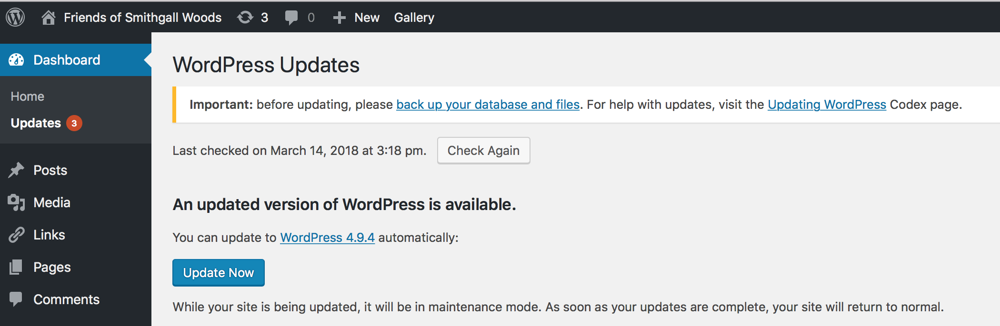 Friends of Smithgall Woods 3 0 New Gallery
Dashboard
Home
Updates 3
Posts
Media
Links
Pages
Comments
WordPress Updates
Important: before updating, please back up your database and files. For help with updates, visit the Updating WordPress Codex page.
Last checked on March 14, 2018 at 3:18 pm. Check Again
An updated version of WordPress is available.
You can update to WordPress 4.9.4 automatically:
Update Now
While your site is being updated, it will be in maintenance mode. As soon as your updates are complete, your site will return to normal.